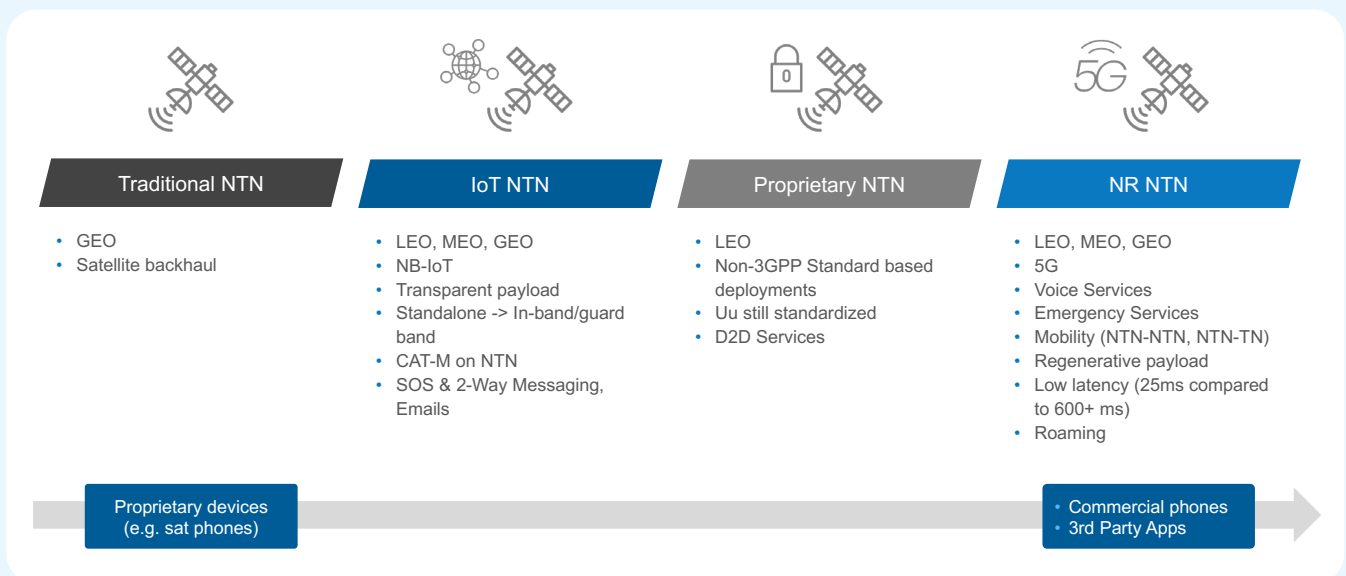 5G
Traditional NTN
• GEO
• Satellite backhaul
IoT NTN
• LEO, MEO, GEO
• NB-IoT
• Transparent payload
• Standalone -> In-band/guard
band
• CAT-M on NTN
• SOS & 2-Way Messaging,
Emails
0
Proprietary NTN
• LEO
• Non-3GPP Standard based
deployments
• Uu still standardized
• D2D Services
NR NTN
• LEO, MEO, GEO
• 5G
• Voice Services
• Emergency Services
• Mobility (NTN-NTN, NTN-TN)
• Regenerative payload
• Low latency (25ms compared
to 600+ ms)
• Roaming
Proprietary devices
(e.g. sat phones)
• Commercial phones
• 3rd Party Apps